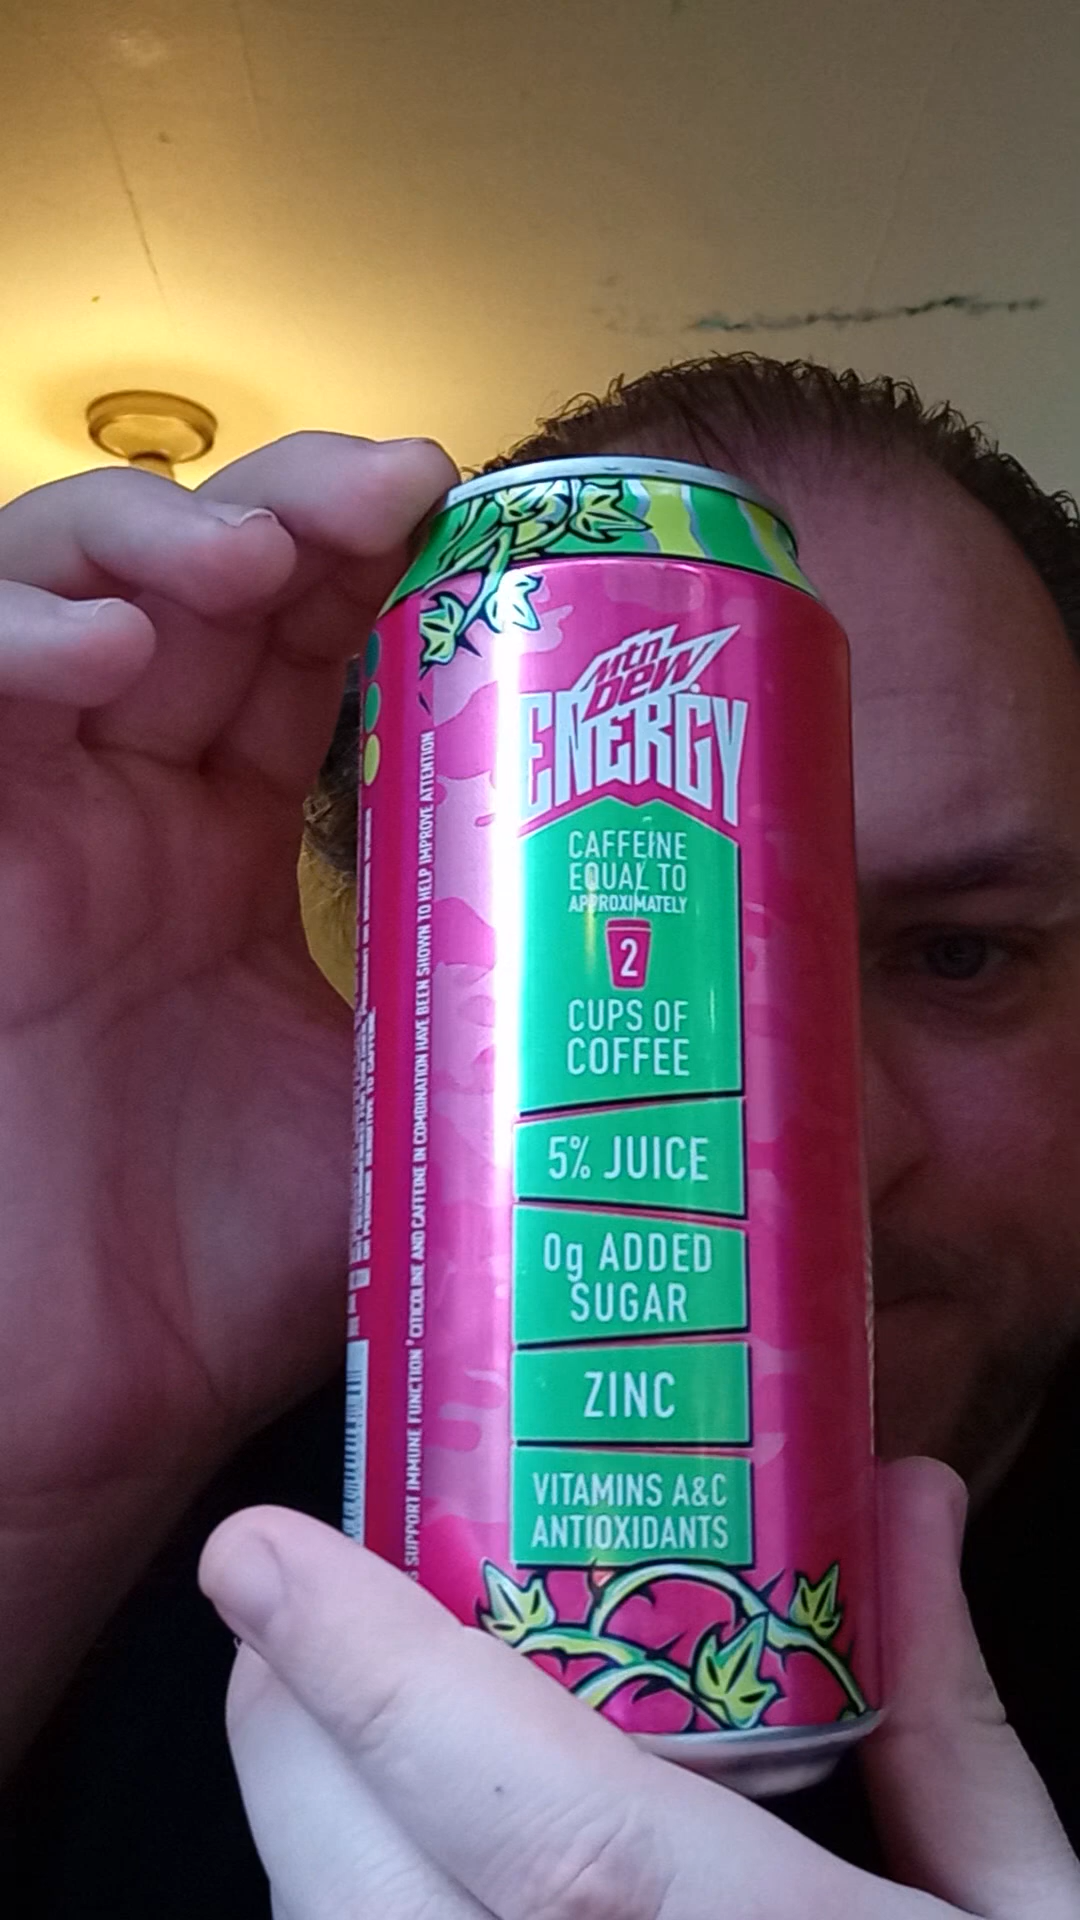 mtn
DEW
ENERGY
CAFFEINE
EQUAL TO
APPROXIMATELY
2
CUPS OF
COFFEE
5% JUICE
0g ADDED
SUGAR
ZINC
VITAMINS A&C
ANTIOXIDANTS
SUPPORT IMMUNE FUNCTION *CITICOLINE AND CAFFEINE IN COMBINATION HAVE BEEN SHOWN TO HELP IMPROVE ATTENTION